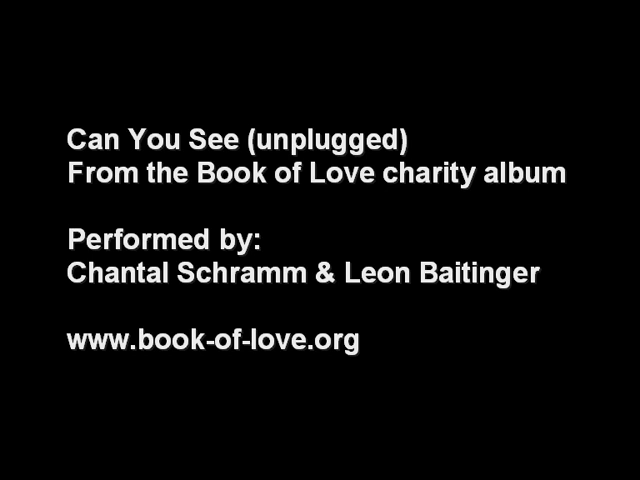 Can You See (unplugged)
From the Book of Love charity album
Performed by:
Chantal Schramm & Leon Baitinger
www.book-of-love.org